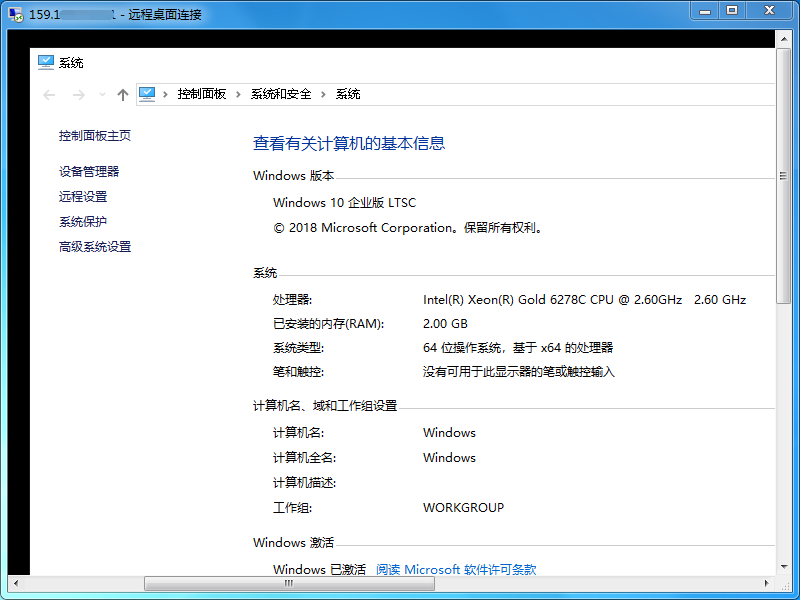 159.1 1 - 远程桌面连接
系统
控制面板 › 系统和安全 › 系统
控制面板主页
设备管理器
远程设置
系统保护
高级系统设置
查看有关计算机的基本信息
Windows 版本
Windows 10 企业版 LTSC
© 2018 Microsoft Corporation。保留所有权利。
系统
处理器: Intel(R) Xeon(R) Gold 6278C CPU @ 2.60GHz 2.60 GHz
已安装的内存(RAM): 2.00 GB
系统类型: 64 位操作系统, 基于 x64 的处理器
笔和触控: 没有可用于此显示器的笔或触控输入
计算机名、域和工作组设置
计算机名: Windows
计算机全名: Windows
计算机描述:
工作组: WORKGROUP
Windows 激活
Windows 已激活 阅读 Microsoft 软件许可条款